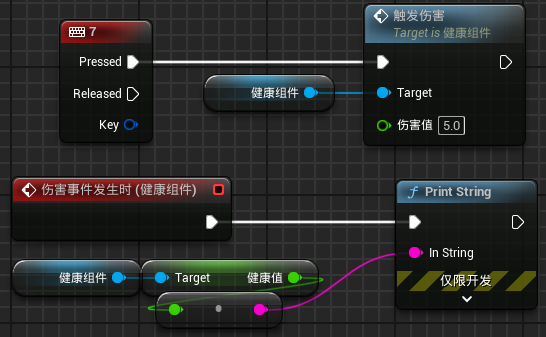 7
Pressed
Released
Key
触发伤害
Target is 健康组件
健康组件
Target
伤害值 5.0
伤害事件发生时 (健康组件)
Print String
In String
仅限开发
健康组件
Target 健康值